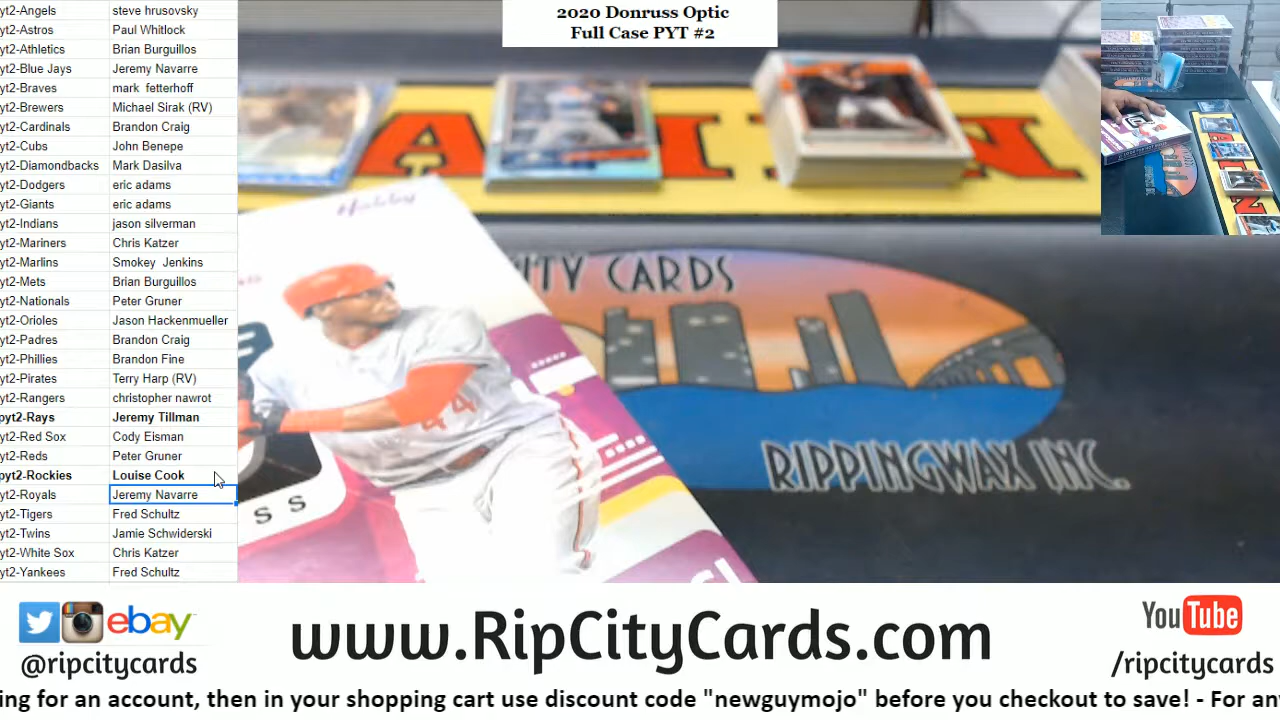 2020 Donruss Optic
Full Case PYT #2
yt2-Angels steve hrusovsky
yt2-Astros Paul Whitlock
yt2-Athletics Brian Burguillos
yt2-Blue Jays Jeremy Navarre
yt2-Braves mark fetterhoff
yt2-Brewers Michael Sirak (RV)
yt2-Cardinals Brandon Craig
yt2-Cubs John Benepe
yt2-Diamondbacks Mark Dasilva
yt2-Dodgers eric adams
yt2-Giants eric adams
yt2-Indians jason silverman
yt2-Mariners Chris Katzer
yt2-Marlins Smokey Jenkins
yt2-Mets Brian Burguillos
yt2-Nationals Peter Gruner
yt2-Orioles Jason Hackenmueller
yt2-Padres Brandon Craig
yt2-Phillies Brandon Fine
yt2-Pirates Terry Harp (RV)
yt2-Rangers christopher nawrot
pyt2-Rays Jeremy Tillman
yt2-Red Sox Cody Elsman
yt2-Reds Peter Gruner
pyt2-Rockies Louise Cook
yt2-Royals Jeremy Navarre
yt2-Tigers Fred Schultz
yt2-Twins Jamie Schwiderski
yt2-White Sox Chris Katzer
yt2-Yankees Fred Schultz
ITY CARDS
44
SS
RIPPINGWAX INC.
ebay
@ripcitycards
www.RipCityCards.com
YouTube
/ripcitycards
ing for an account, then in your shopping cart use discount code "newguymojo" before you checkout to save! - For an